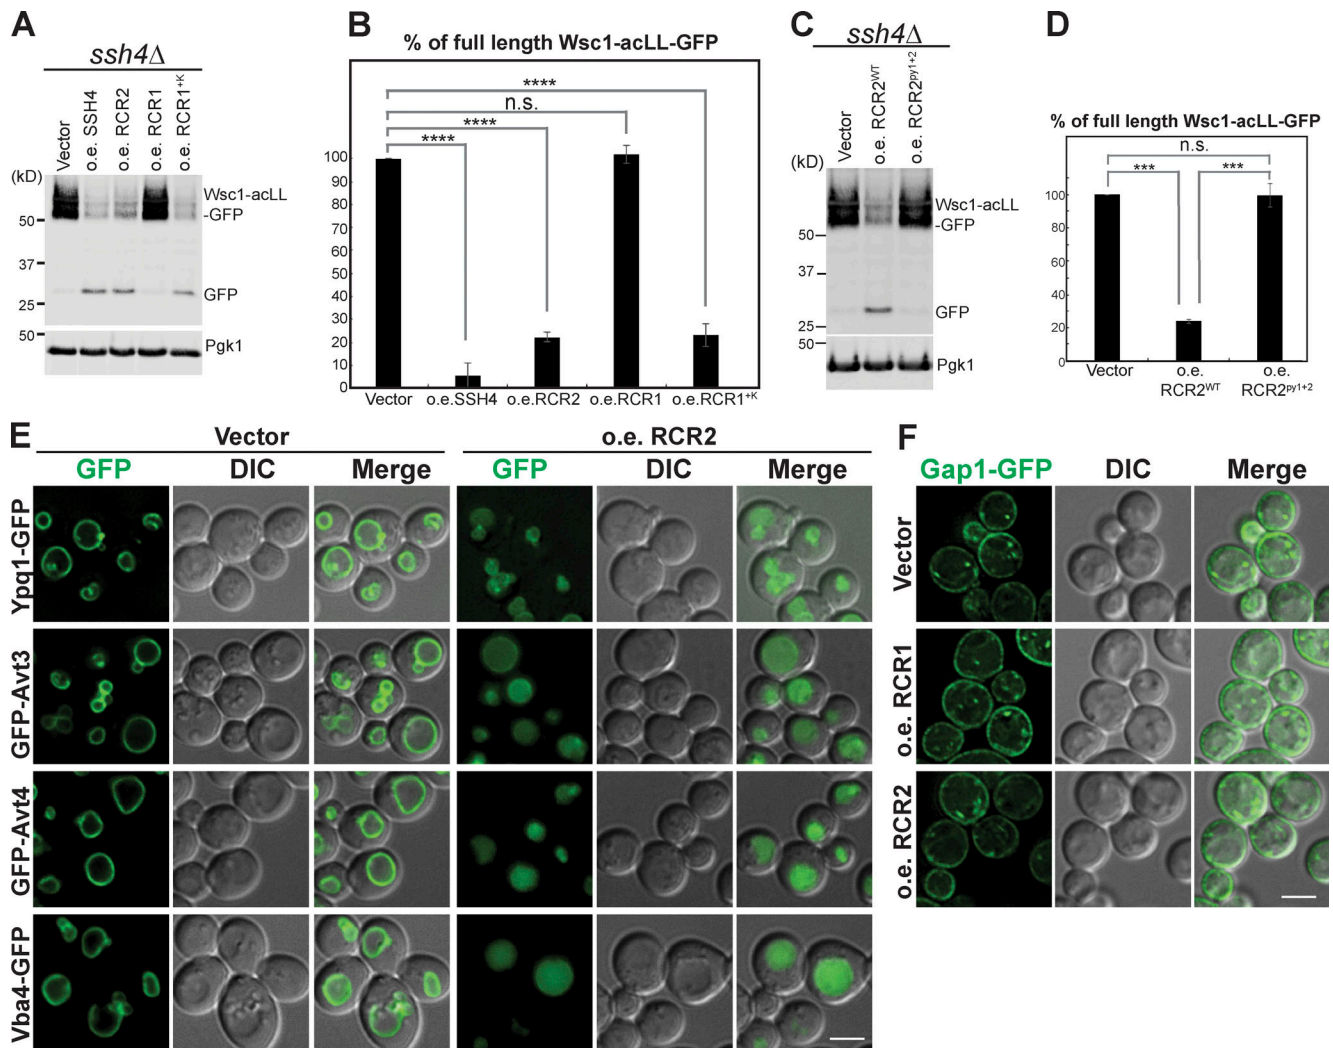 A
ssh4Δ
Vector
o.e. SSH4
o.e. RCR2
o.e. RCR1
o.e. RCR1+K
(kD)
50
37
25
50
Wsc1-acLL
-GFP
GFP
Pgk1
B
% of full length Wsc1-acLL-GFP
****
n.s.
****
****
100
90
80
70
60
50
40
30
20
10
0
Vector
o.e.SSH4
o.e.RCR2
o.e.RCR1
o.e.RCR1+K
C
ssh4Δ
Vector
o.e. RCR2WT
o.e. RCR2py1+2
(kD)
50
37
25
50
Wsc1-acLL
-GFP
GFP
Pgk1
D
% of full length Wsc1-acLL-GFP
n.s.
***
***
100
80
60
40
20
0
Vector
o.e.
RCR2WT
o.e.
RCR2py1+2
E
Vector
o.e. RCR2
GFP
DIC
Merge
GFP
DIC
Merge
Ypq1-GFP
GFP-Avt3
GFP-Avt4
Vba4-GFP
F
Gap1-GFP
DIC
Merge
Vector
o.e. RCR1
o.e. RCR2